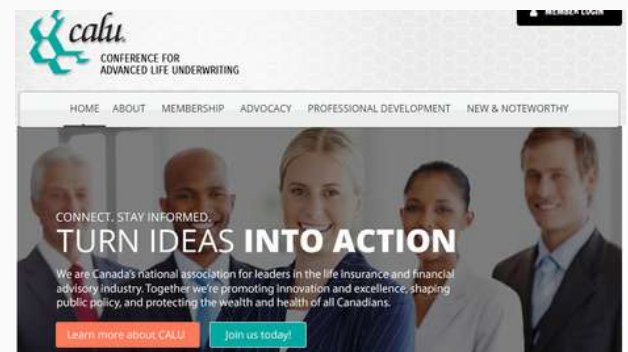 MEMBER LOGIN
calu.
CONFERENCE FOR
ADVANCED LIFE UNDERWRITING
HOME ABOUT MEMBERSHIP ADVOCACY PROFESSIONAL DEVELOPMENT NEW & NOTEWORTHY
CONNECT. STAY INFORMED.
TURN IDEAS INTO ACTION
We are Canada's national association for leaders in the life insurance and financial
advisory industry. Together we're promoting innovation and excellence, shaping
public policy, and protecting the wealth and health of all Canadians.
Learn more about CALU Join us today!